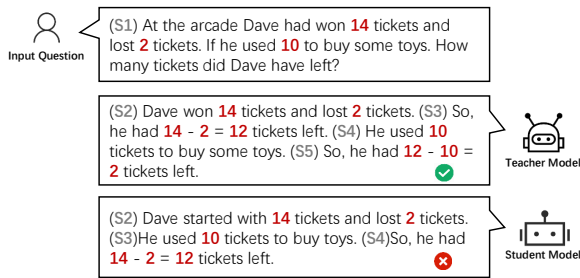 (S1) At the arcade Dave had won 14 tickets and
lost 2 tickets. If he used 10 to buy some toys. How
many tickets did Dave have left?
Input Question
(S2) Dave won 14 tickets and lost 2 tickets. (S3) So,
he had 14 - 2 = 12 tickets left. (S4) He used 10
tickets to buy some toys. (S5) So, he had 12 - 10 =
2 tickets left.
Teacher Model
(S2) Dave started with 14 tickets and lost 2 tickets.
(S3)He used 10 tickets to buy toys. (S4)So, he had
14 - 2 = 12 tickets left.
Student Model